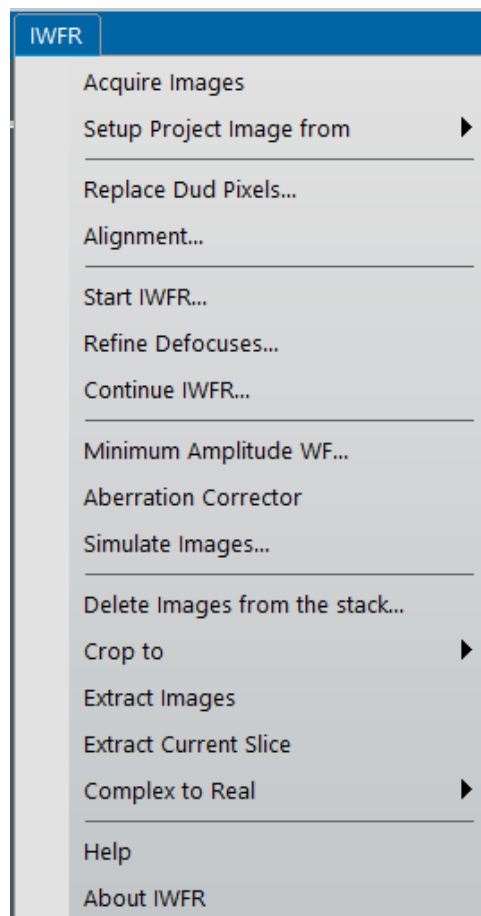 IWFR
Acquire Images
Setup Project Image from
Replace Dud Pixels...
Alignment...
Start IWFR...
Refine Defocuses...
Continue IWFR...
Minimum Amplitude WF...
Aberration Corrector
Simulate Images...
Delete Images from the stack...
Crop to
Extract Images
Extract Current Slice
Complex to Real
Help
About IWFR